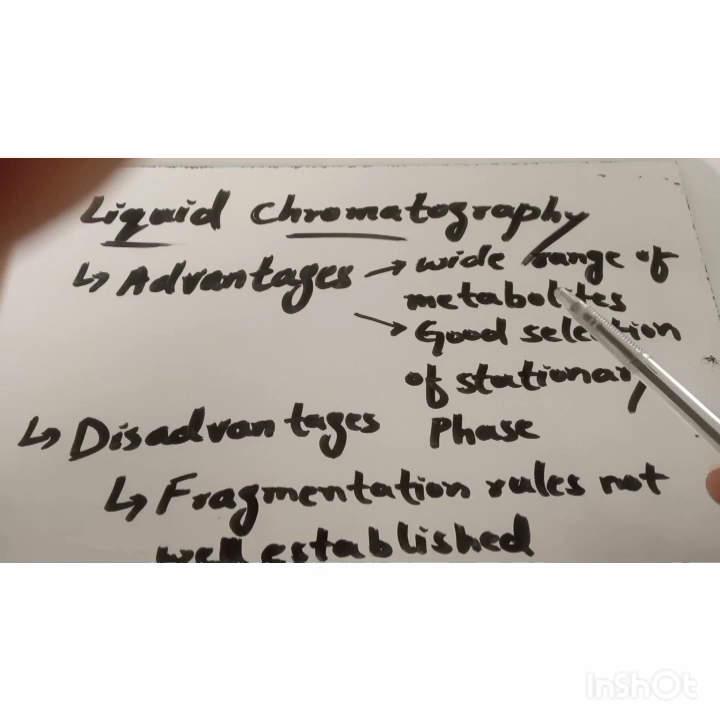 Liquid Chromatography
↳ Advantages → wide range of
metabolites
→ Good selection
of stationary
Phase
↳ Disadvantages
↳ Fragmentation rules not
well established
InShOt